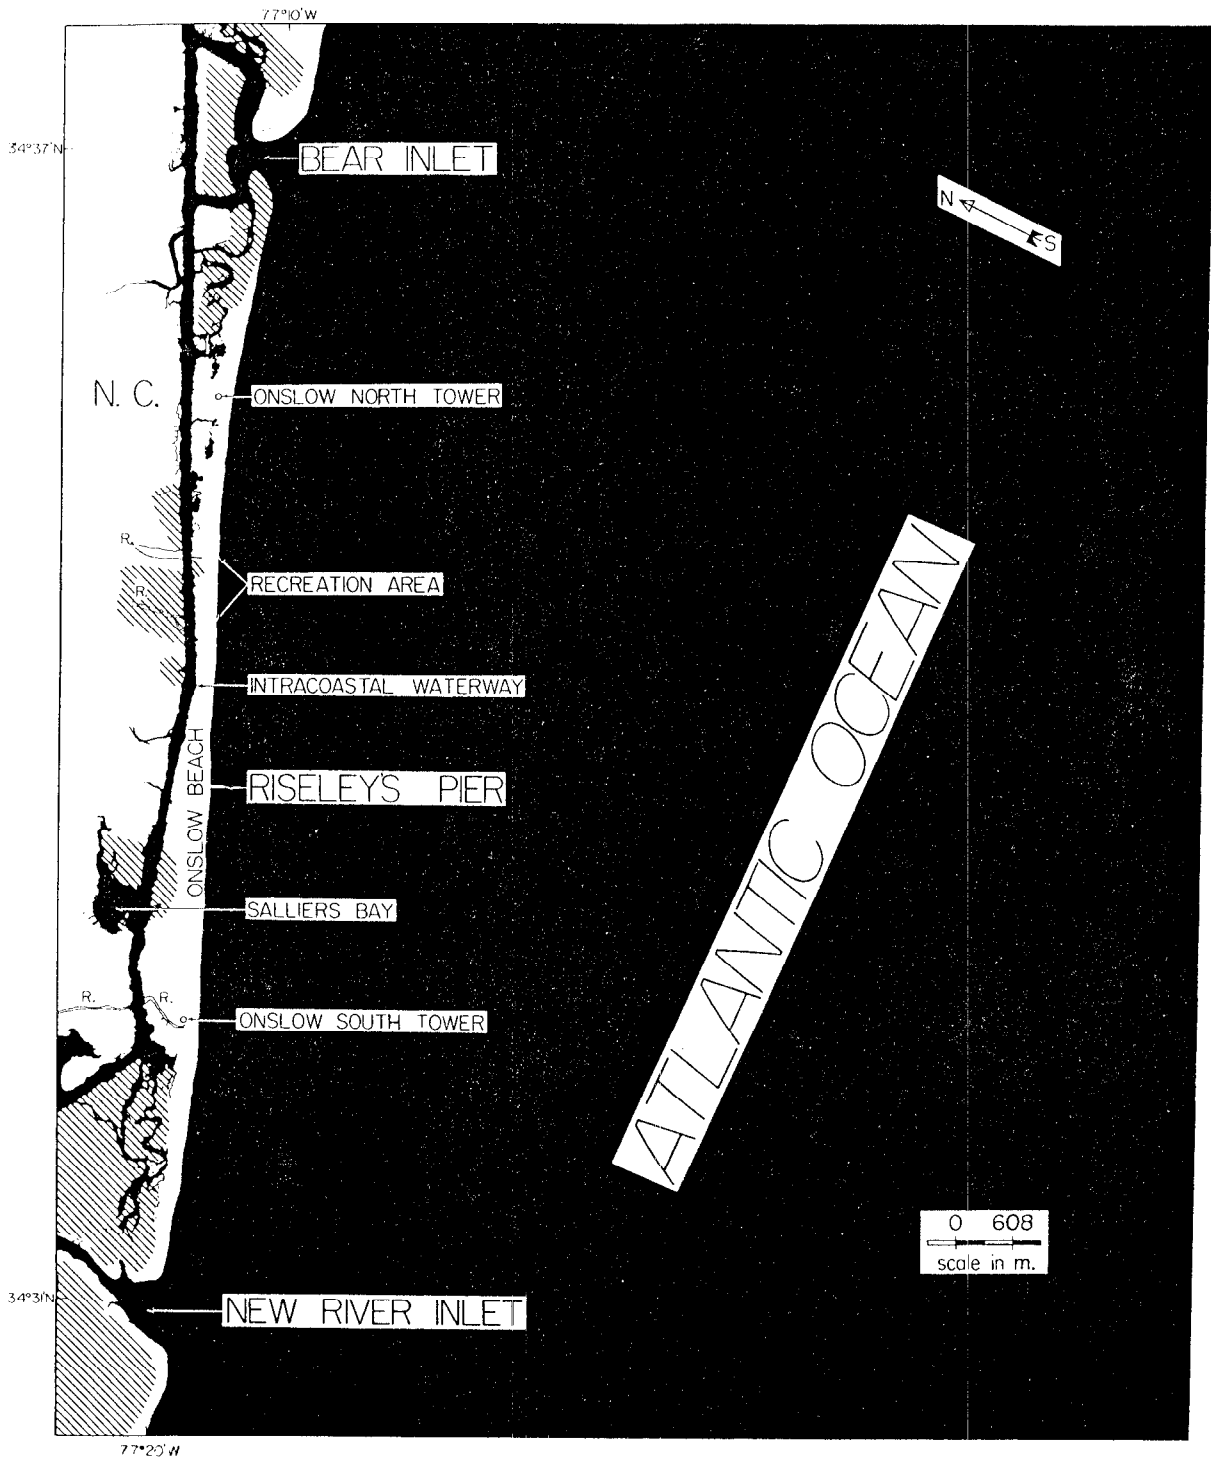 77°10'W
34°37'N
BEAR INLET
N
S
N. C.
ONSLOW NORTH TOWER
R.
RECREATION AREA
R.
INTRACOASTAL WATERWAY
ONSLOW BEACH
RISELEY'S PIER
ATLANTIC OCEAN
SALLIERS BAY
R.
R.
ONSLOW SOUTH TOWER
0 608
scale in m.
34°31'N
NEW RIVER INLET
77°20'W